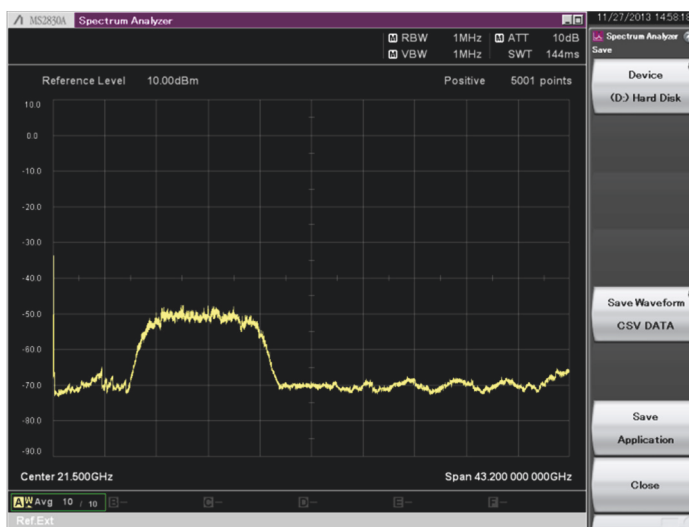 MS2830A Spectrum Analyzer
11/27/2013 14:58:18
M RBW 1MHz M ATT 10dB
M VBW 1MHz SWT 144ms
Spectrum Analyzer
Save
Reference Level 10.00dBm Positive 5001 points
Device
(D:) Hard Disk
10.0
0.0
-10.0
-20.0
-30.0
-40.0
-50.0
-60.0
-70.0
-80.0
-90.0
Save Waveform
CSV DATA
Save
Application
Close
Center 21.500GHz Span 43.200 000 000GHz
A W Avg 10 / 10 B-- C-- D-- E-- F--
Ref.Ext